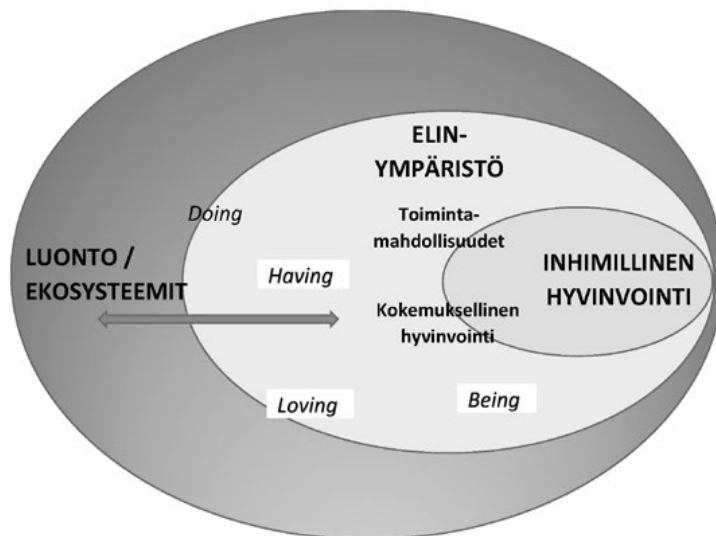 ELIN-
YMPÄRISTÖ
Doing
Toiminta-
mahdollisuudet
LUONTO /
EKOSYSTEEMIT
Having
INHIMILLINEN
HYVINVOINTI
Kokemuksellinen
hyvinvointi
Loving
Being